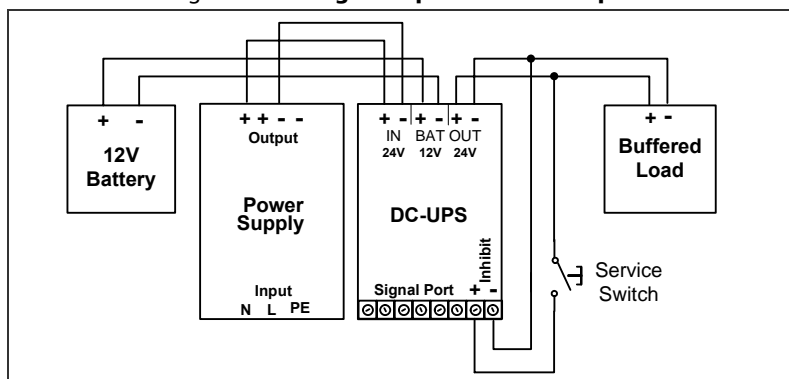 + -
12V
Battery
+ + - -
Output
Power
Supply
Input
N L PE
+ - + - + -
IN BAT OUT
24V 12V 24V
DC-UPS
Inhibit
Signal Port + -
+ -
Buffered
Load
Service
Switch